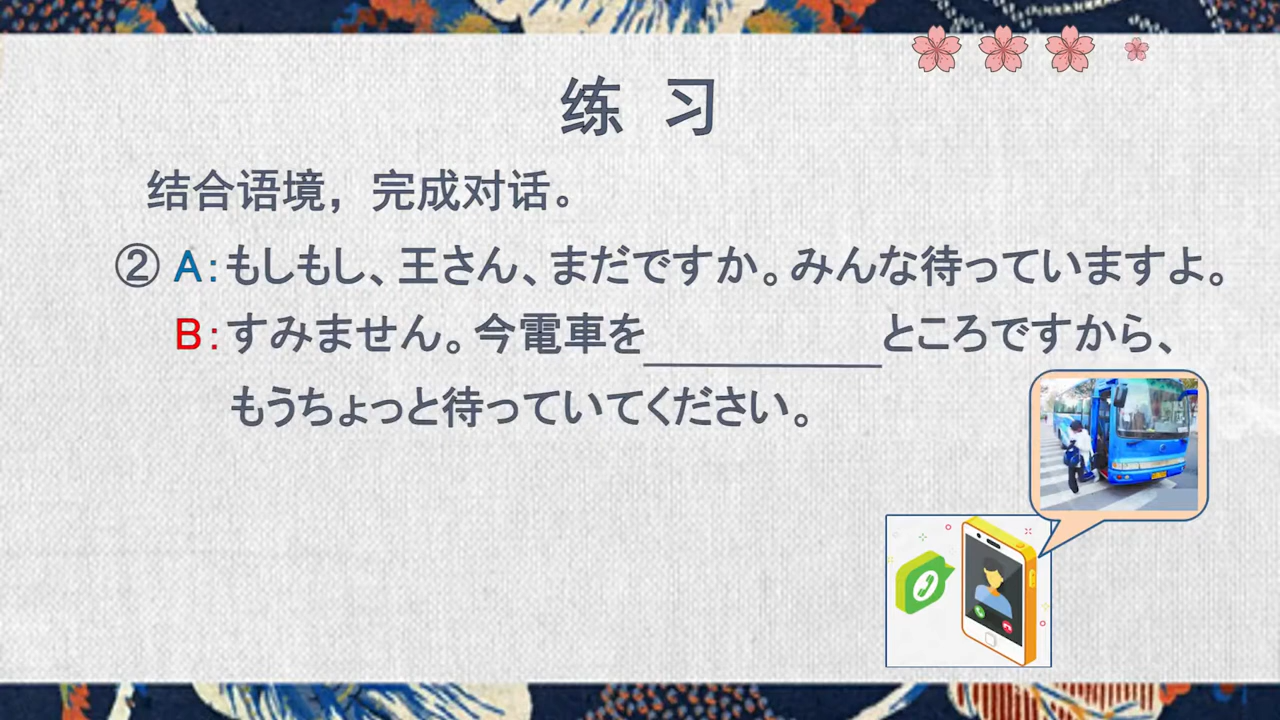 练 习
结合语境，完成对话。
② A：もしもし、王さん、まだですか。みんな待っていますよ。
B：すみません。今電車を＿＿＿＿＿＿ところですから、
もうちょっと待っていてください。